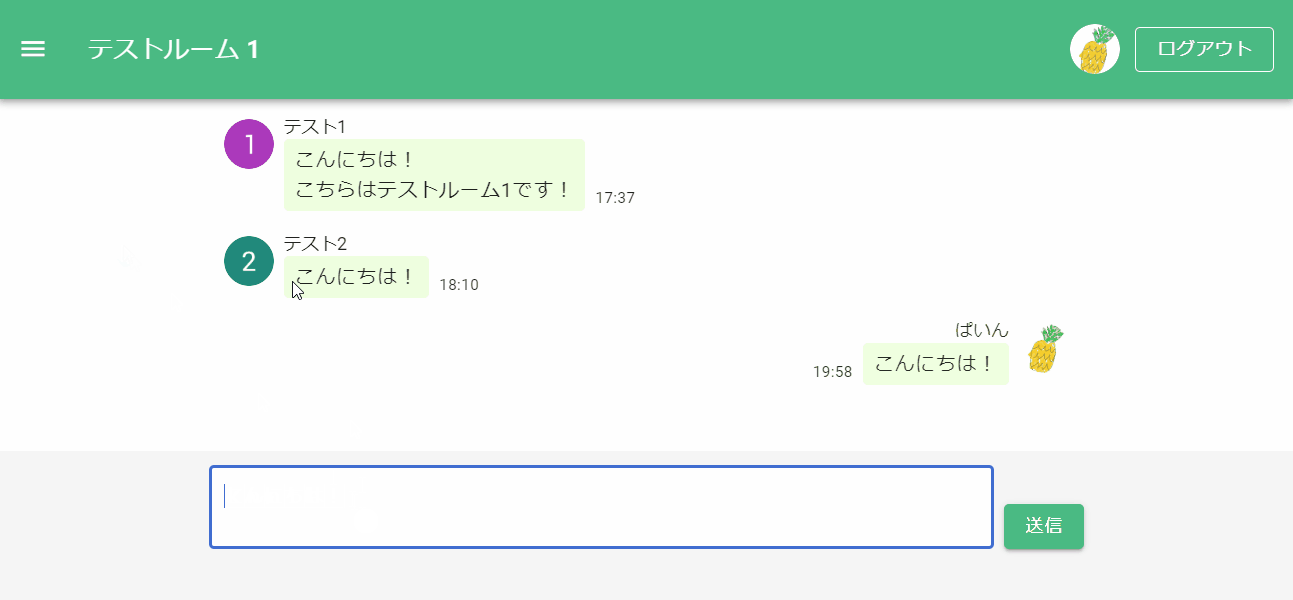 テストルーム 1
ログアウト
1
テスト1
こんにちは！
こちらはテストルーム1です！
17:37
2
テスト2
こんにちは！
18:10
ぱいん
19:58
こんにちは！
送信